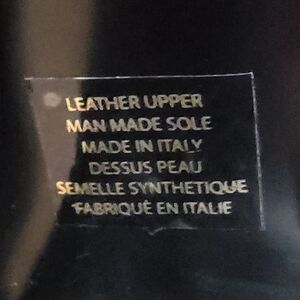 LEATHER UPPER
MAN MADE SOLE
MADE IN ITALY
DESSUS PEAU
SEMELLE SYNTHETIQUE
FABRIQUÉ EN ITALIE